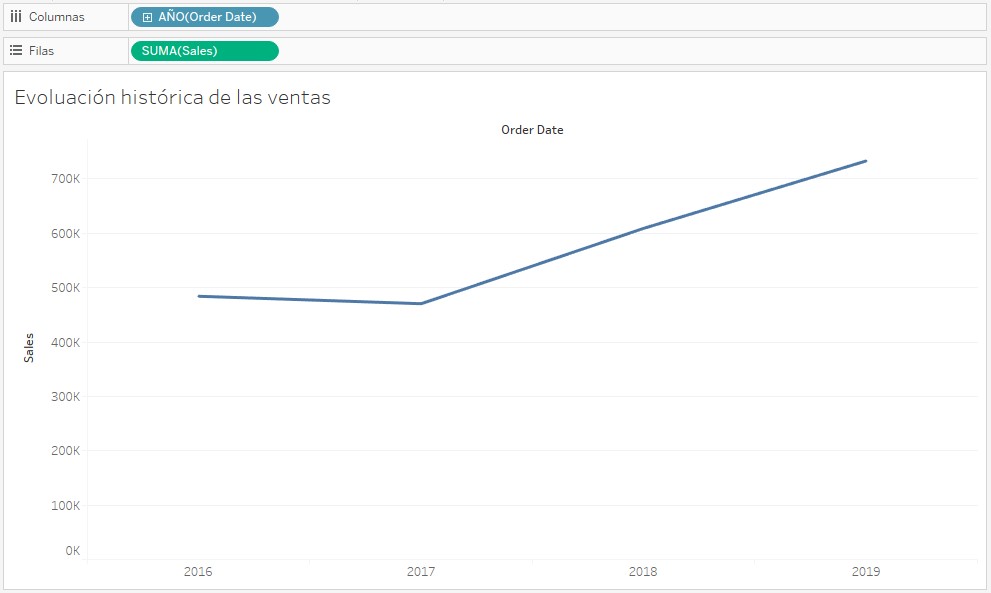 Columnas AÑO(Order Date)
Filas SUMA(Sales)
Evoluación histórica de las ventas
Order Date
700K
600K
500K
400K
300K
200K
100K
0K
Sales
2016 2017 2018 2019